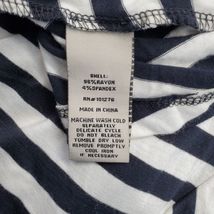 SHELL:
96%RAYON
4%SPANDEX
RN#101276
MADE IN CHINA
MACHINE WASH COLD
SEPARATELY
DELICATE CYCLE
DO NOT BLEACH
TUMBLE DRY LOW
REMOVE PROMPTLY
COOL IRON
IF NECESSARY